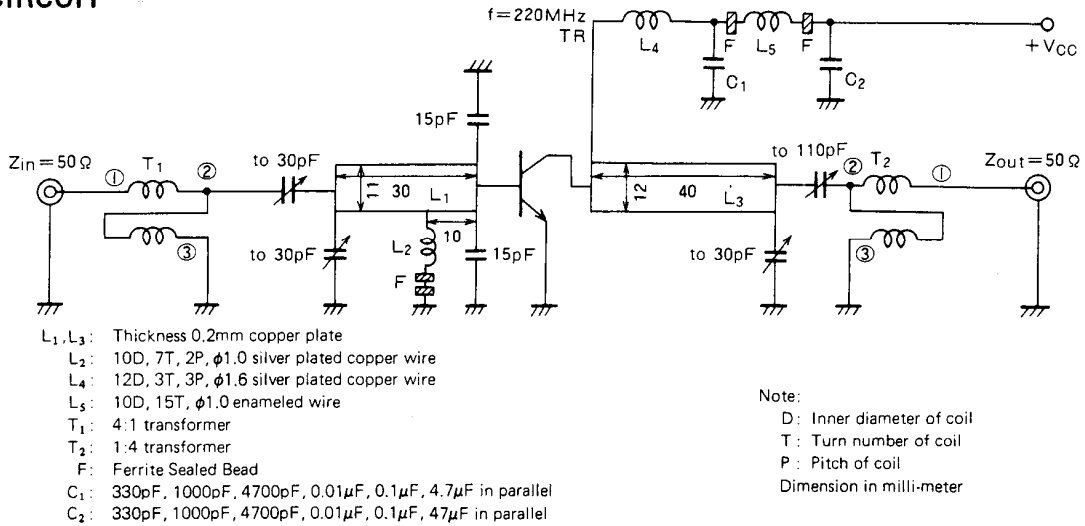 f=220MHz
TR
L4
F
L5
F
+VCC
C1
C2
15pF
Zin=50Ω
T1
①
②
③
to 30pF
11
30
L1
10
to 30pF
L2
F
15pF
12
40
L3
to 110pF
②
T2
①
③
Zout=50Ω
to 30pF
L1, L3: Thickness 0.2mm copper plate
L2: 10D, 7T, 2P, ϕ1.0 silver plated copper wire
L4: 12D, 3T, 3P, ϕ1.6 silver plated copper wire
L5: 10D, 15T, ϕ1.0 enameled wire
T1: 4:1 transformer
T2: 1:4 transformer
F: Ferrite Sealed Bead
C1: 330pF, 1000pF, 4700pF, 0.01μF, 0.1μF, 4.7μF in parallel
C2: 330pF, 1000pF, 4700pF, 0.01μF, 0.1μF, 47μF in parallel
Note:
D: Inner diameter of coil
T: Turn number of coil
P: Pitch of coil
Dimension in milli-meter